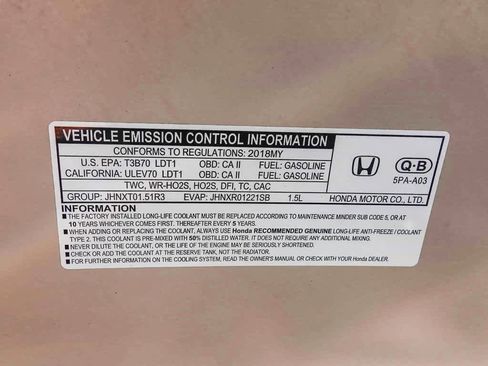 VEHICLE EMISSION CONTROL INFORMATION
CONFORMS TO REGULATIONS: 2018MY
U.S. EPA: T3B70 LDT1 OBD: CA II FUEL: GASOLINE
CALIFORNIA: ULEV70 LDT1 OBD: CA II FUEL: GASOLINE
TWC, WR-HO2S, HO2S, DFI, TC, CAC
GROUP: JHNXT01.51R3 EVAP: JHNXR01221SB 1.5L
Q-B
5PA-A03
HONDA MOTOR CO., LTD.
INFORMATION
■ THE FACTORY INSTALLED LONG-LIFE COOLANT MUST BE REPLACED ACCORDING TO MAINTENANCE MINDER SUB CODE 5, OR AT
10 YEARS WHICHEVER COMES FIRST. THEN REPLACE EVERY 5 YEARS.
■ WHEN ADDING OR REPLACING THE COOLANT, ALWAYS USE Honda RECOMMENDED GENUINE LONG-LIFE ANTI-FREEZE / COOLANT
TYPE 2. THIS COOLANT IS PRE-MIXED WITH 50% DISTILLED WATER. IT DOES NOT REQUIRE ANY ADDITIONAL MIXING.
■ NEVER DILUTE THE COOLANT, OR THE LIFE OF THE ENGINE MAY BE SERIOUSLY SHORTENED.
■ CHECK OR ADD COOLANT AT THE RESERVE TANK, NOT THE RADIATOR.
■ FOR FURTHER INFORMATION ON THE COOLING SYSTEM, READ THE OWNER'S MANUAL OR CHECK WITH YOUR Honda DEALER.